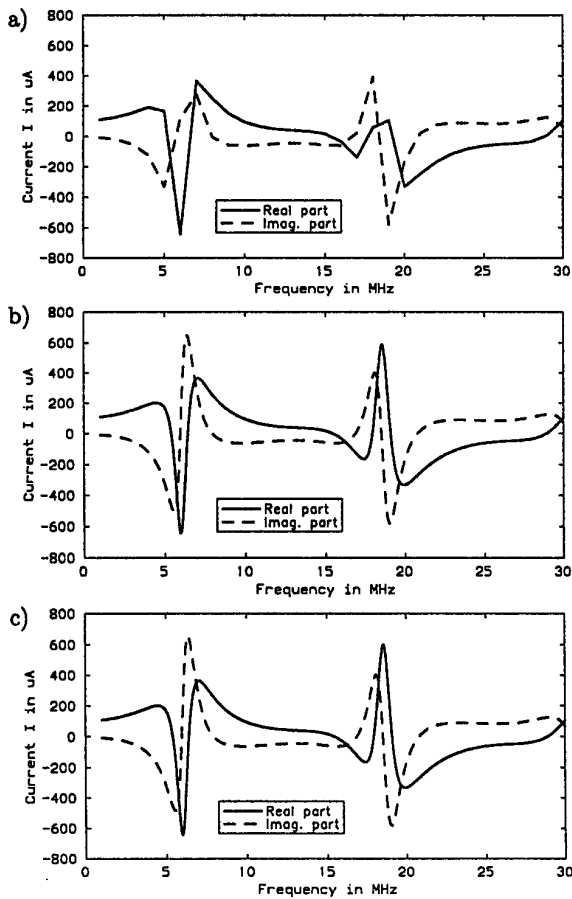 a)
800
600
400
200
0
-200
-400
-600
-800
Current I in uA
Real part
Imag. part
0 5 10 15 20 25 30
Frequency in MHz
b)
800
600
400
200
0
-200
-400
-600
-800
Current I in uA
Real part
Imag. part
0 5 10 15 20 25 30
Frequency in MHz
c)
800
600
400
200
0
-200
-400
-600
-800
Current I in uA
Real part
Imag. part
0 5 10 15 20 25 30
Frequency in MHz